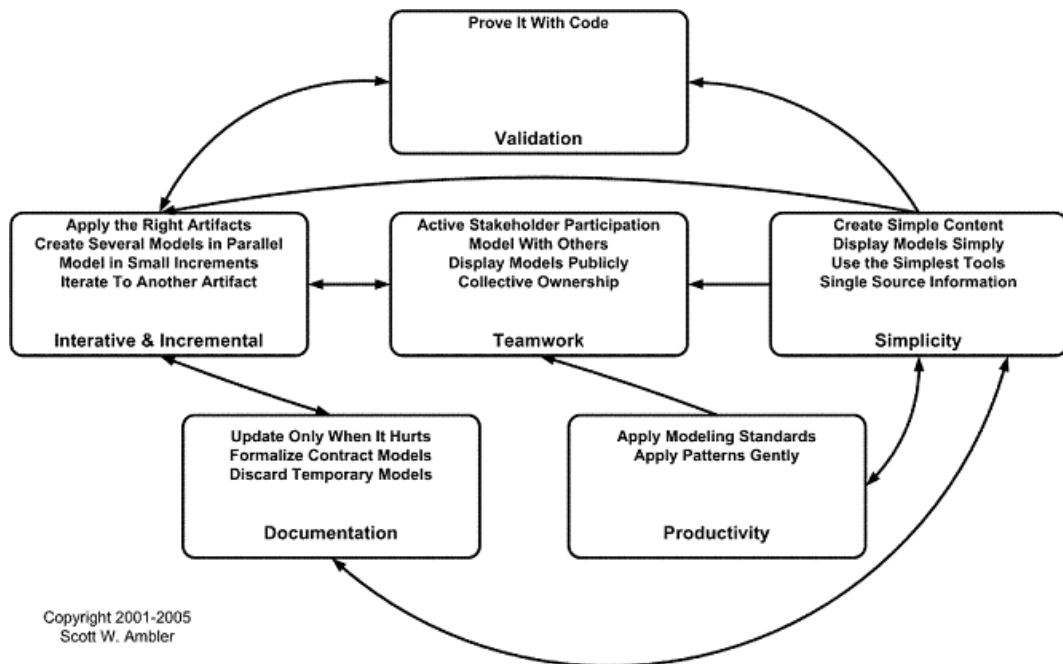 Prove It With Code
Validation
Apply the Right Artifacts
Create Several Models in Parallel
Model in Small Increments
Iterate To Another Artifact
Interative & Incremental
Active Stakeholder Participation
Model With Others
Display Models Publicly
Collective Ownership
Teamwork
Create Simple Content
Display Models Simply
Use the Simplest Tools
Single Source Information
Simplicity
Update Only When It Hurts
Formalize Contract Models
Discard Temporary Models
Documentation
Apply Modeling Standards
Apply Patterns Gently
Productivity
Copyright 2001-2005
Scott W. Ambler